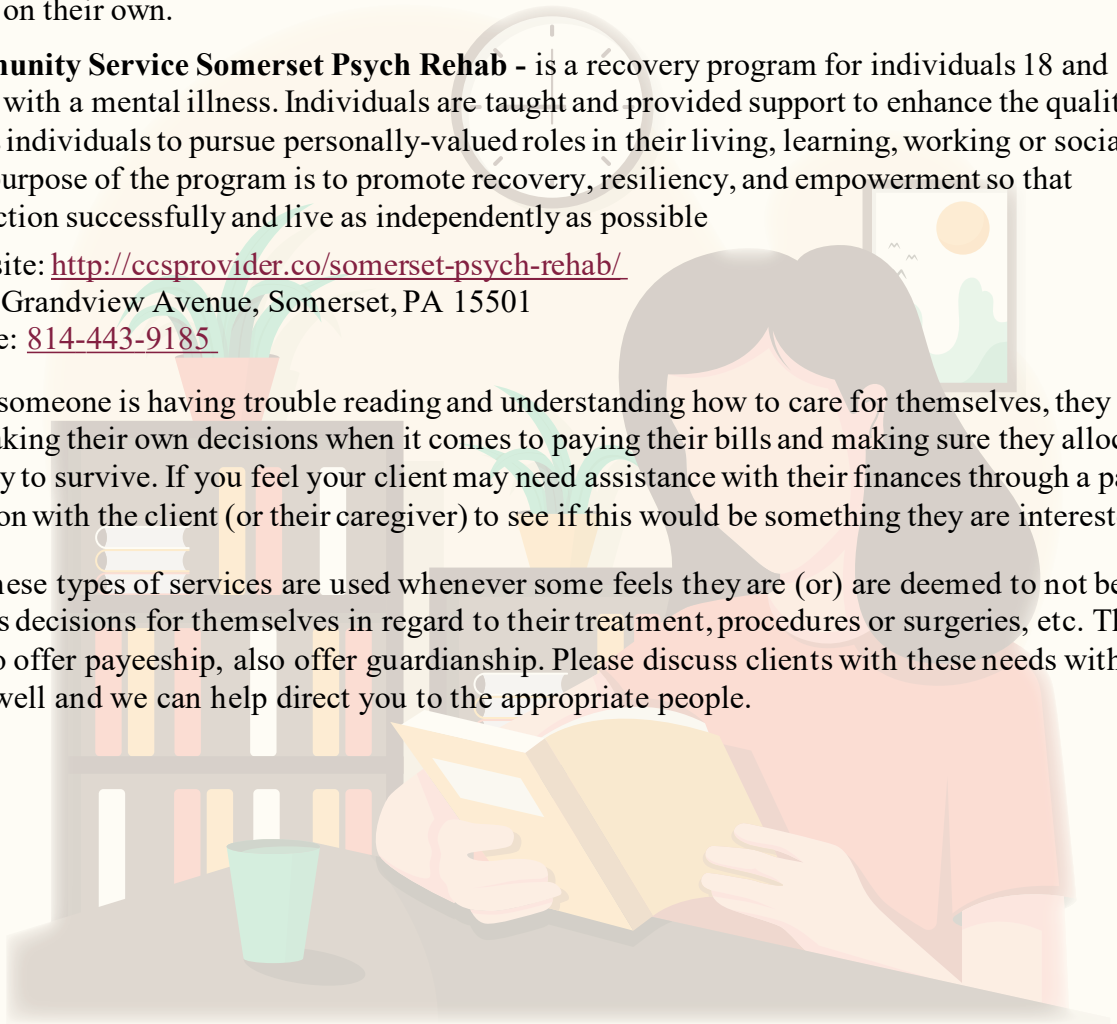 on their own.
munity Service Somerset Psych Rehab - is a recovery program for individuals 18 and
with a mental illness. Individuals are taught and provided support to enhance the qualit
individuals to pursue personally-valued roles in their living, learning, working or socia
urpose of the program is to promote recovery, resiliency, and empowerment so that
ction successfully and live as independently as possible
site: http://ccsprovider.co/somerset-psych-rehab/
Grandview Avenue, Somerset, PA 15501
e: 814-443-9185
someone is having trouble reading and understanding how to care for themselves, they
aking their own decisions when it comes to paying their bills and making sure they alloc
y to survive. If you feel your client may need assistance with their finances through a pa
on with the client (or their caregiver) to see if this would be something they are interest
hese types of services are used whenever some feels they are (or) are deemed to not be
s decisions for themselves in regard to their treatment, procedures or surgeries, etc. Th
o offer payeeship, also offer guardianship. Please discuss clients with these needs with
well and we can help direct you to the appropriate people.